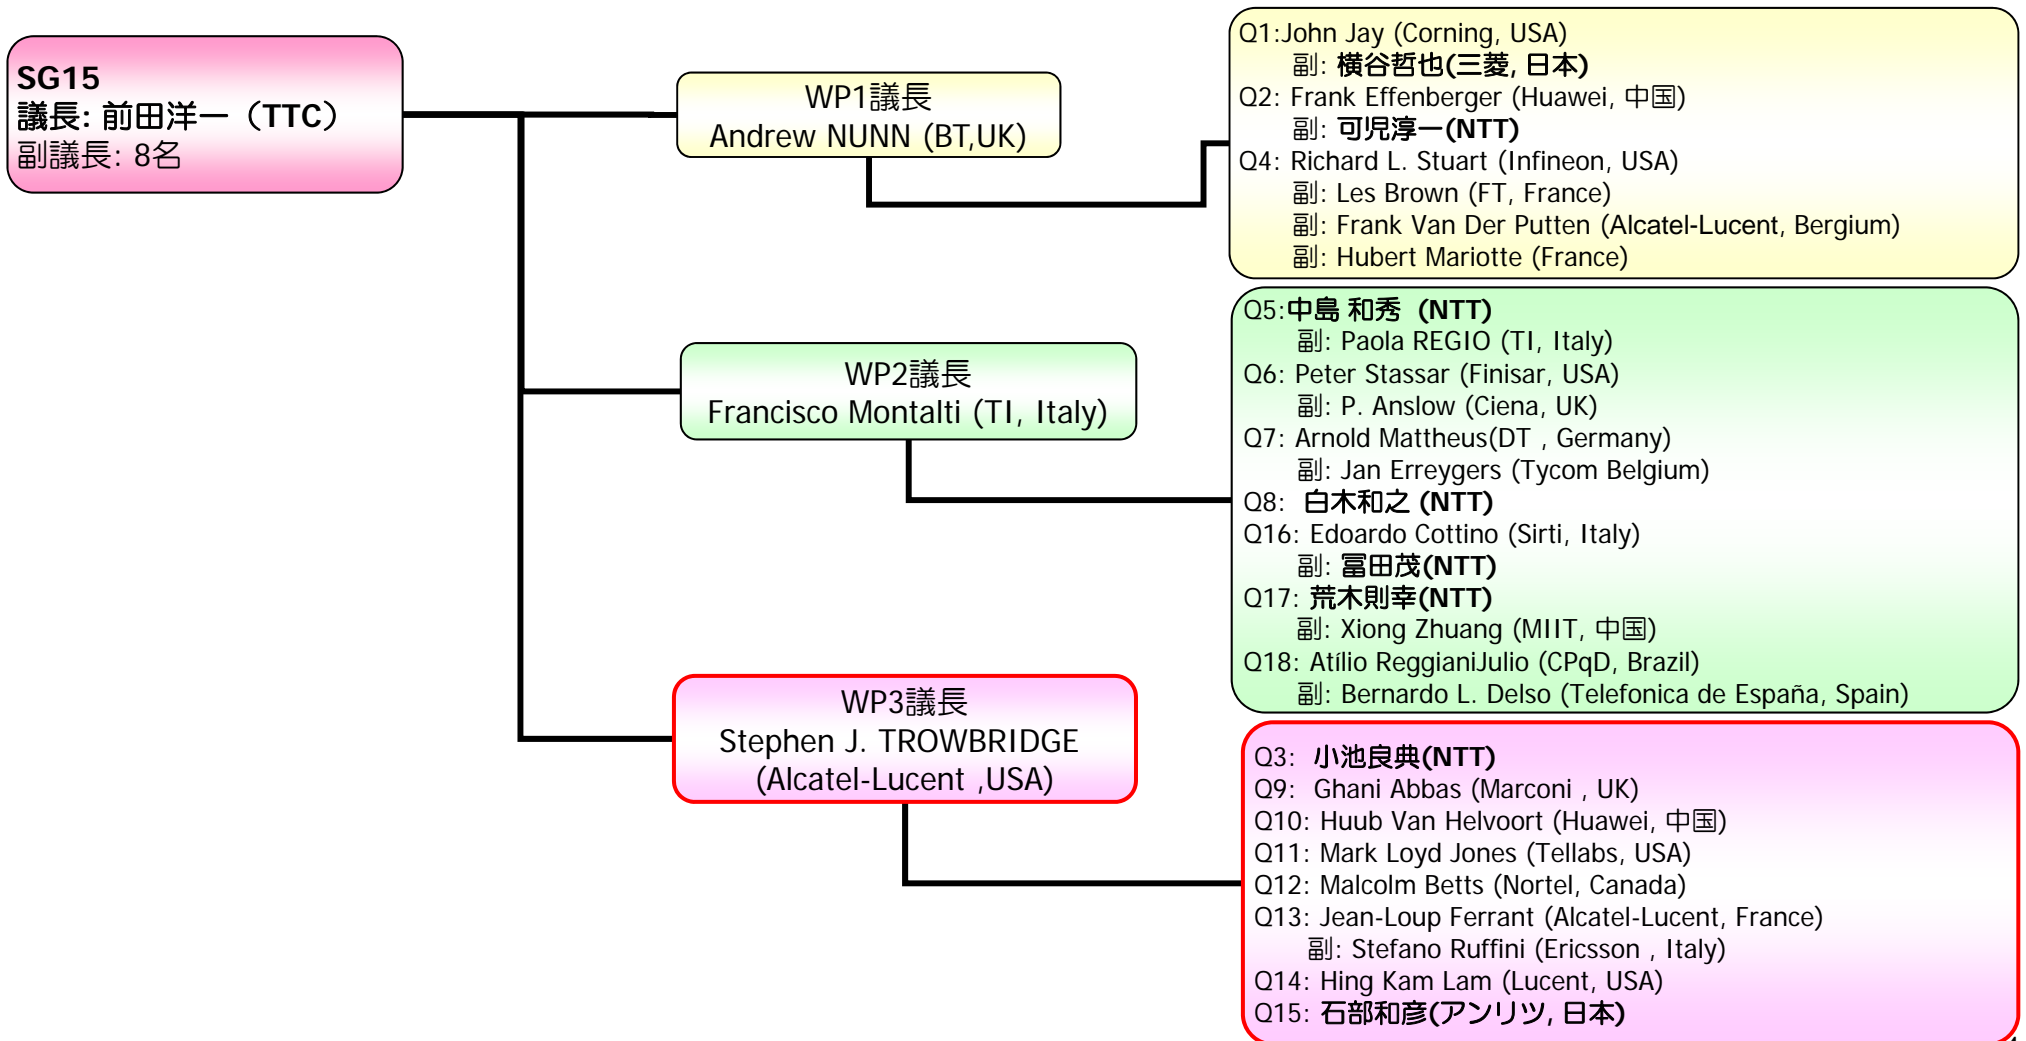 SG15
議長: 前田洋一（TTC）
副議長: 8名
WP1議長
Andrew NUNN (BT,UK)
Q1:John Jay (Corning, USA)
副: 横谷哲也(三菱, 日本)
Q2: Frank Effenberger (Huawei, 中国)
副: 可児淳一(NTT)
Q4: Richard L. Stuart (Infineon, USA)
副: Les Brown (FT, France)
副: Frank Van Der Putten (Alcatel-Lucent, Bergium)
副: Hubert Mariotte (France)
WP2議長
Francisco Montalti (TI, Italy)
Q5:中島 和秀 (NTT)
副: Paola REGIO (TI, Italy)
Q6: Peter Stassar (Finisar, USA)
副: P. Anslow (Ciena, UK)
Q7: Arnold Mattheus(DT , Germany)
副: Jan Erreygers (Tycom Belgium)
Q8: 白木和之 (NTT)
Q16: Edoardo Cottino (Sirti, Italy)
副: 冨田茂(NTT)
Q17: 荒木則幸(NTT)
副: Xiong Zhuang (MIIT, 中国)
Q18: Atílio ReggianiJulio (CPqD, Brazil)
副: Bernardo L. Delso (Telefonica de España, Spain)
WP3議長
Stephen J. TROWBRIDGE
(Alcatel-Lucent ,USA)
Q3: 小池良典(NTT)
Q9: Ghani Abbas (Marconi , UK)
Q10: Huub Van Helvoort (Huawei, 中国)
Q11: Mark Loyd Jones (Tellabs, USA)
Q12: Malcolm Betts (Nortel, Canada)
Q13: Jean-Loup Ferrant (Alcatel-Lucent, France)
副: Stefano Ruffini (Ericsson , Italy)
Q14: Hing Kam Lam (Lucent, USA)
Q15: 石部和彦(アンリツ, 日本)